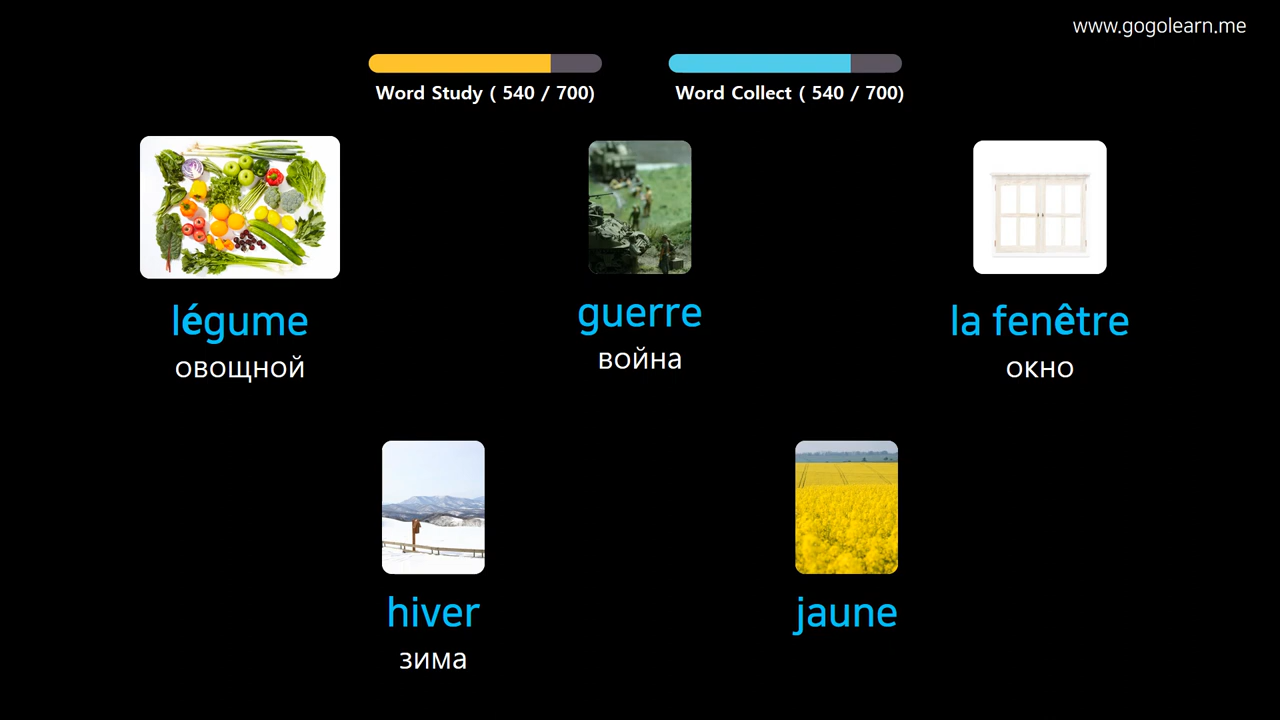 www.gogolearn.me
Word Study ( 540 / 700)
Word Collect ( 540 / 700)
légume
овощной
guerre
война
la fenêtre
окно
hiver
зима
jaune